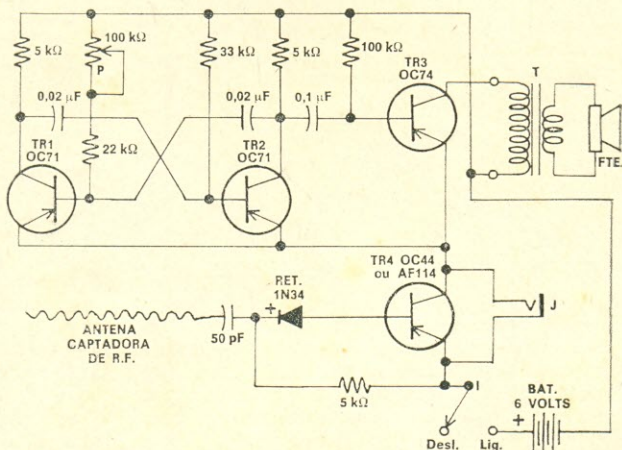 5 kΩ
100 kΩ
P
33 kΩ
5 kΩ
100 kΩ
TR3
OC74
T
0,02 µF
0,02 µF
0,1 µF
TR1
OC71
22 kΩ
TR2
OC71
FTE.
TR4 OC44
ou AF114
RET.
1N34
+
J
ANTENA
CAPTADORA
DE R.F.
50 pF
5 kΩ
I
BAT.
6 VOLTS
+
Desl.
Lig.